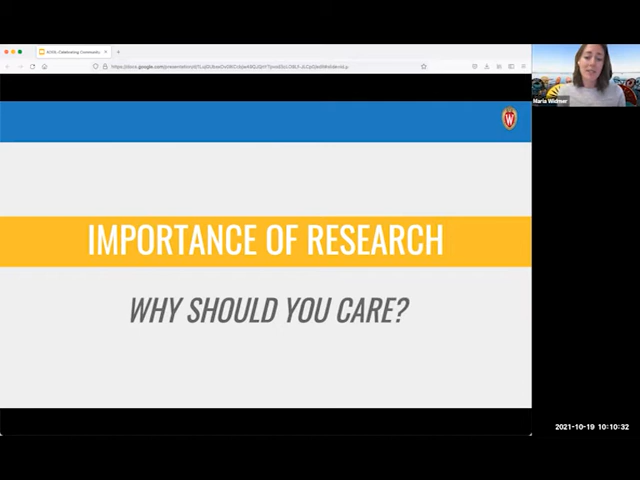 IMPORTANCE OF RESEARCH
WHY SHOULD YOU CARE?
W
Maria Widmer
2021-10-19 10:10:32